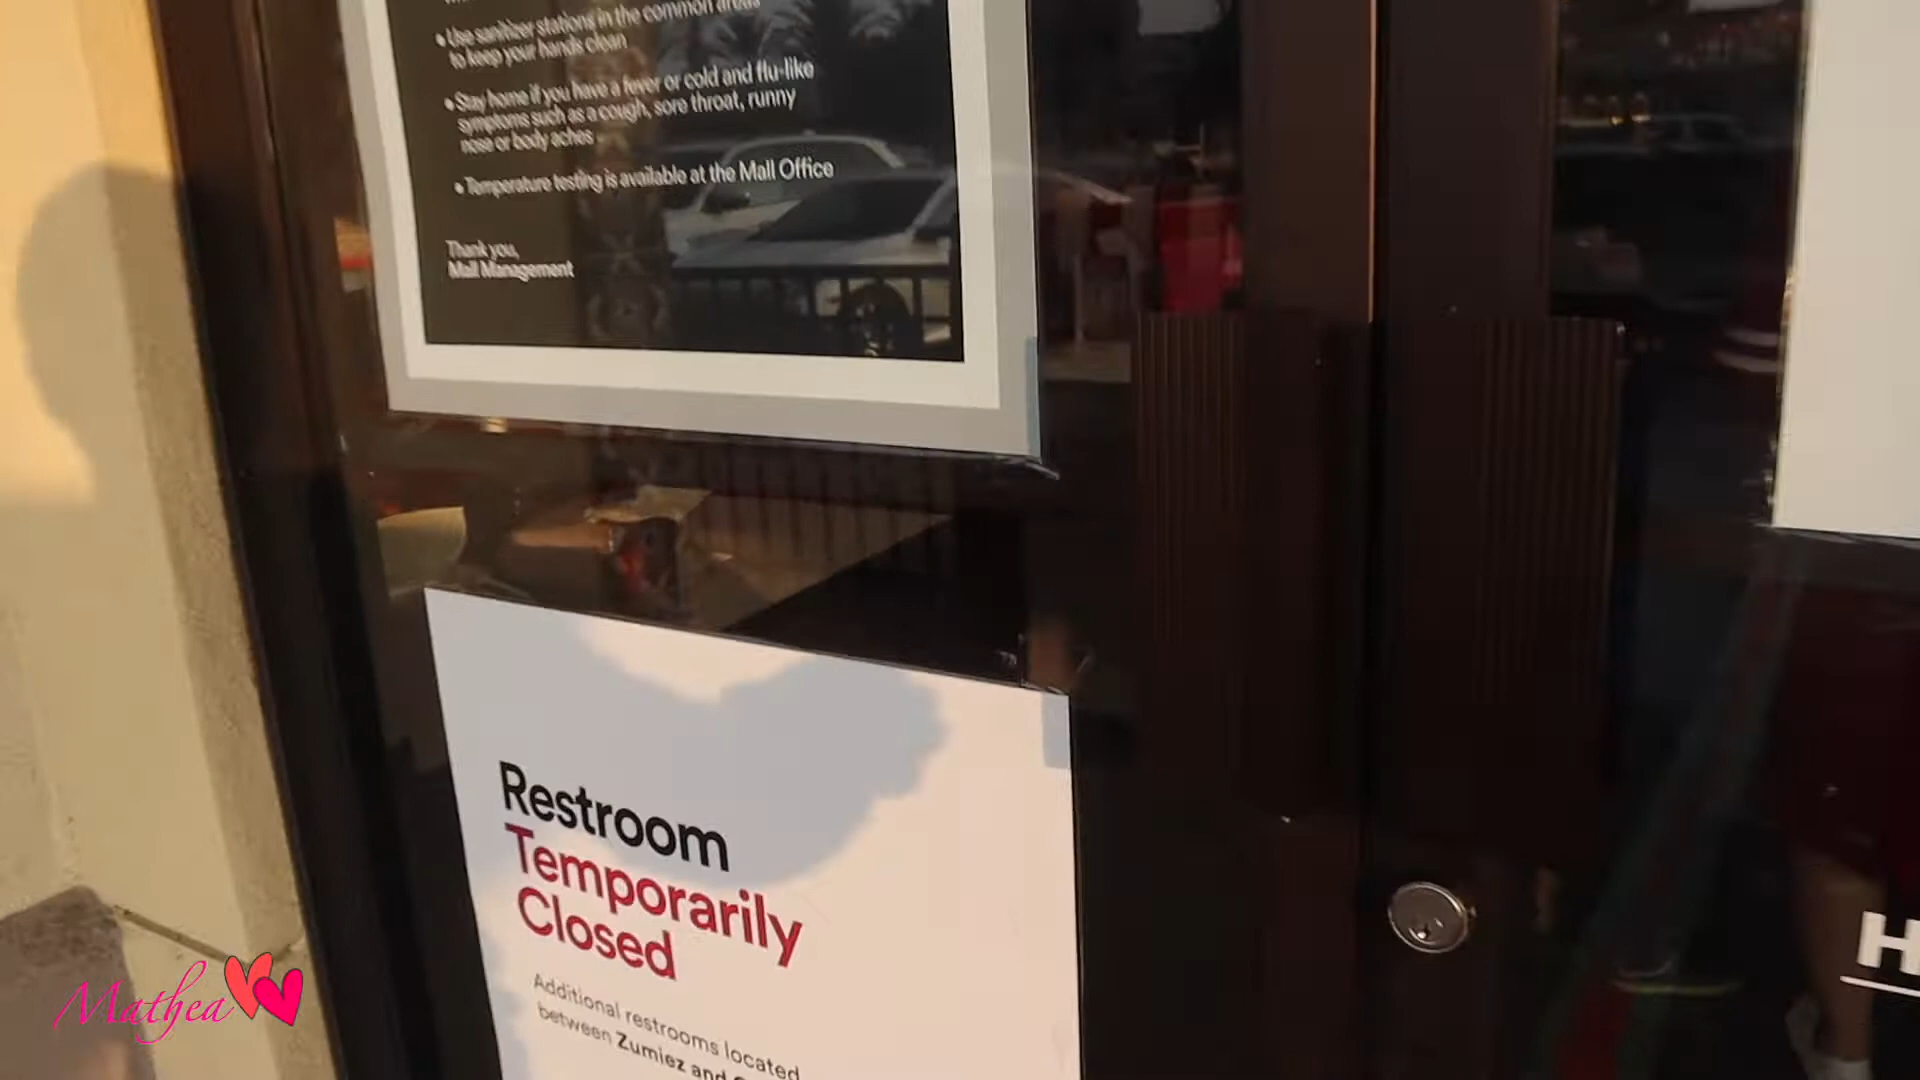 • Use sanitizer stations in the common areas
to keep your hands clean
• Stay home if you have a fever or cold and flu-like
symptoms such as a cough, sore throat, runny
nose or body aches
• Temperature testing is available at the Mall Office
Thank you,
Mall Management
Restroom
Temporarily
Closed
Additional restrooms located
between Zumiez and
H
Mathea